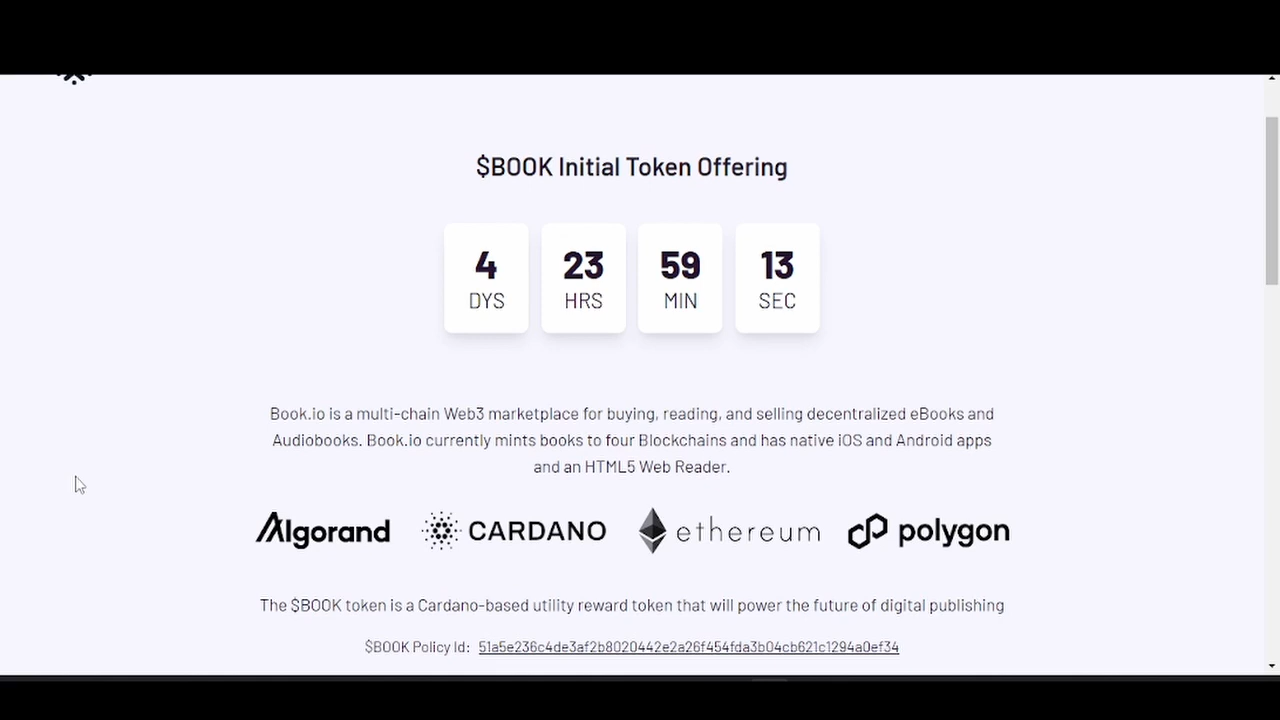 $BOOK Initial Token Offering
4 23 59 13
DYS HRS MIN SEC
Book.io is a multi-chain Web3 marketplace for buying, reading, and selling decentralized eBooks and
Audiobooks. Book.io currently mints books to four Blockchains and has native iOS and Android apps
and an HTML5 Web Reader.
Algorand CARDANO ethereum polygon
The $BOOK token is a Cardano-based utility reward token that will power the future of digital publishing
$BOOK Policy Id: 51a5e236c4de3af2b8020442e2a26f454fda3b04cb621c1294a0ef34